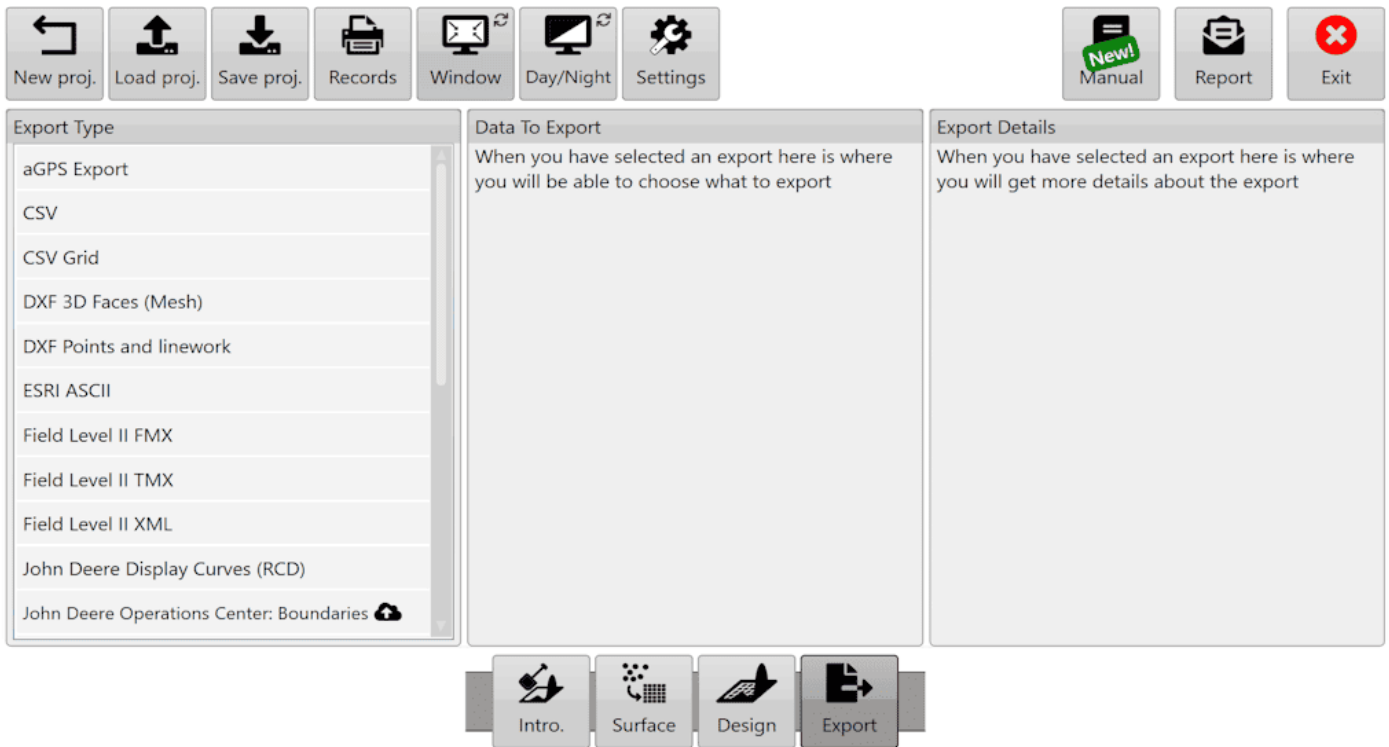 New proj.
Load proj.
Save proj.
Records
Window
Day/Night
Settings
New!
Manual
Report
Exit
Export Type
aGPS Export
CSV
CSV Grid
DXF 3D Faces (Mesh)
DXF Points and linework
ESRI ASCII
Field Level II FMX
Field Level II TMX
Field Level II XML
John Deere Display Curves (RCD)
John Deere Operations Center: Boundaries
Data To Export
When you have selected an export here is where
you will be able to choose what to export
Export Details
When you have selected an export here is where
you will get more details about the export
Intro.
Surface
Design
Export